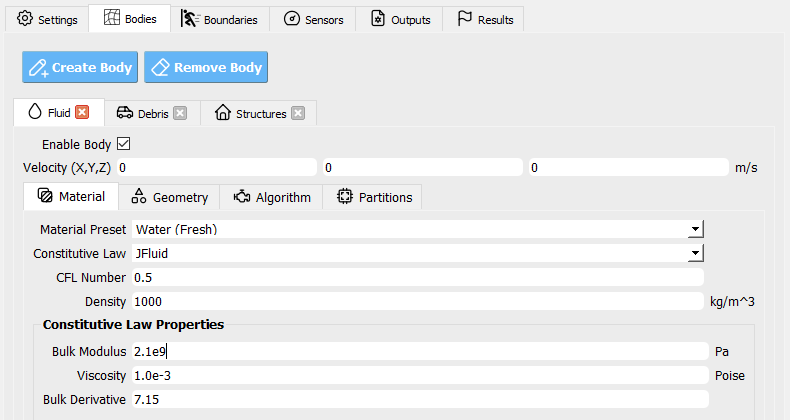 Settings Bodies Boundaries Sensors Outputs Results
Create Body Remove Body
Fluid Debris Structures
Enable Body
Velocity (X,Y,Z) 0 0 0 m/s
Material Geometry Algorithm Partitions
Material Preset Water (Fresh)
Constitutive Law JFluid
CFL Number 0.5
Density 1000 kg/m^3
Constitutive Law Properties
Bulk Modulus 2.1e9 Pa
Viscosity 1.0e-3 Poise
Bulk Derivative 7.15